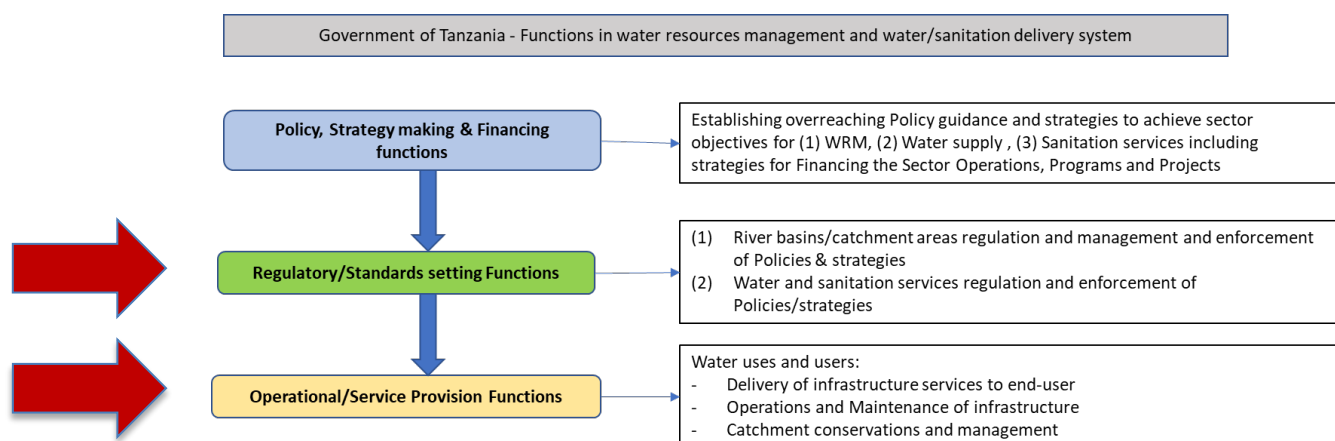 Government of Tanzania - Functions in water resources management and water/sanitation delivery system
Policy, Strategy making & Financing
functions
Establishing overreaching Policy guidance and strategies to achieve sector
objectives for (1) WRM, (2) Water supply , (3) Sanitation services including
strategies for Financing the Sector Operations, Programs and Projects
Regulatory/Standards setting Functions
(1) River basins/catchment areas regulation and management and enforcement
of Policies & strategies
(2) Water and sanitation services regulation and enforcement of
Policies/strategies
Operational/Service Provision Functions
Water uses and users:
- Delivery of infrastructure services to end-user
- Operations and Maintenance of infrastructure
- Catchment conservations and management